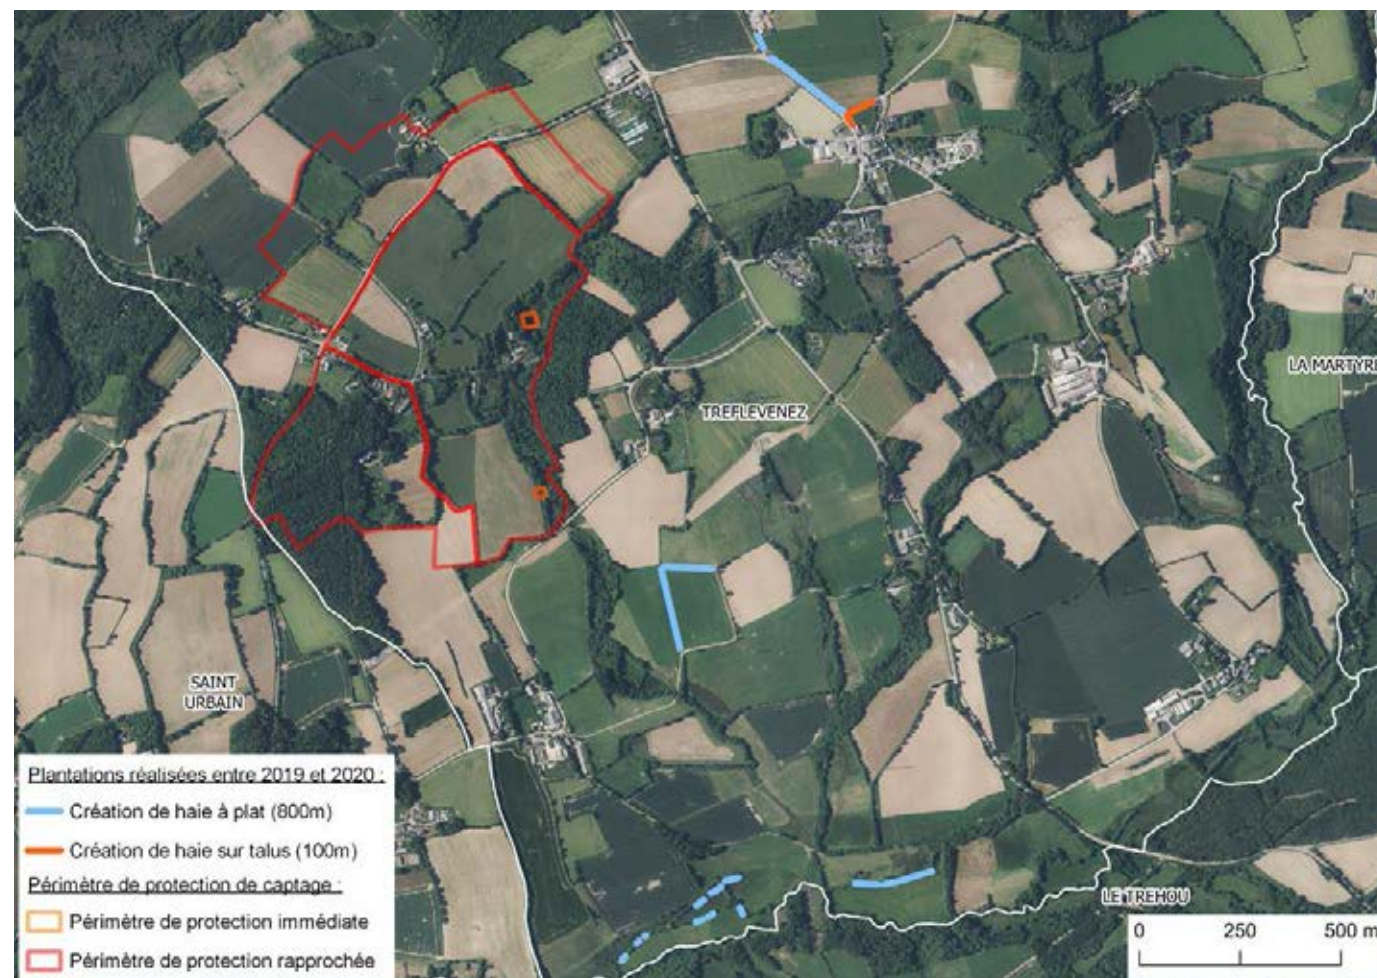 LA MARTYRE
TREFLEVENEZ
SAINT
URBAIN
Plantations réalisées entre 2019 et 2020 :
Création de haie à plat (800m)
Création de haie sur talus (100m)
Périmètre de protection de captage :
Périmètre de protection immédiate
Périmètre de protection rapprochée
LE TREHOU
0 250 500 m